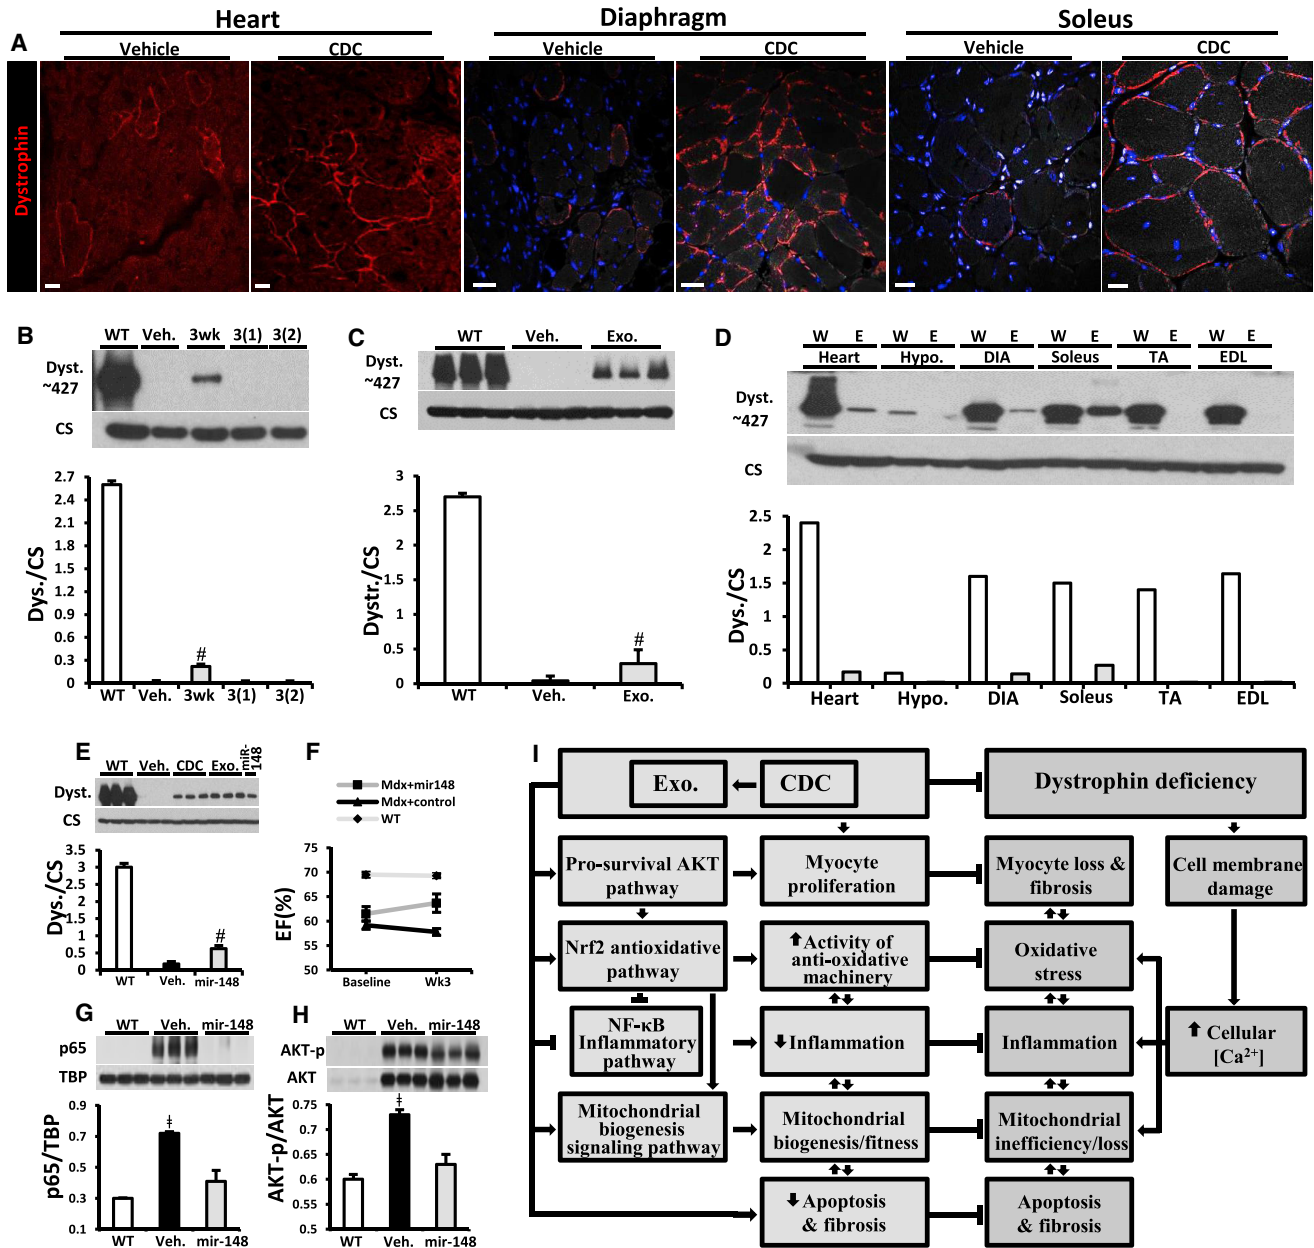 Heart Diaphragm Soleus
A Vehicle CDC Vehicle CDC Vehicle CDC
Dystrophin
B
WT Veh. 3wk 3(1) 3(2)
Dyst.
~427
CS
2.7
2.4
2.1
1.8
1.5
1.2
0.9
0.6
0.3
0
Dys./CS
#
WT Veh. 3wk 3(1) 3(2)
C
WT Veh. Exo.
Dyst.
~427
CS
3
2.5
2
1.5
1
0.5
0
Dystr./CS
#
WT Veh. Exo.
D
W E W E W E W E W E W E
Heart Hypo. DIA Soleus TA EDL
Dyst.
~427
CS
2.5
2
1.5
1
0.5
0
Dys./CS
Heart Hypo. DIA Soleus TA EDL
E
WT Veh. CDC Exo. miR-148
Dyst.
CS
3.5
3
2.5
2
1.5
1
0.5
0
Dys./CS
#
WT Veh. mir-148
F
Mdx+mir148
Mdx+control
WT
75
70
65
60
55
50
EF(%)
Baseline Wk3
G
WT Veh. mir-148
p65
TBP
0.9
0.7
0.5
0.3
0.1
p65/TBP
ǂ
WT Veh. mir-148
H
WT Veh. mir-148
AKT-p
AKT
0.75
0.7
0.65
0.6
0.55
0.5
AKT-p/AKT
ǂ
WT Veh. mir-148
I
Exo. CDC
Dystrophin deficiency
Pro-survival AKT
pathway
Myocyte
proliferation
Myocyte loss &
fibrosis
Cell membrane
damage
Nrf2 antioxidative
pathway
Activity of
anti-oxidative
machinery
Oxidative
stress
NF-κB
Inflammatory
pathway
Inflammation
Inflammation
Cellular
[Ca²⁺]
Mitochondrial
biogenesis
signaling pathway
Mitochondrial
biogenesis/fitness
Mitochondrial
inefficiency/loss
Apoptosis
& fibrosis
Apoptosis
& fibrosis